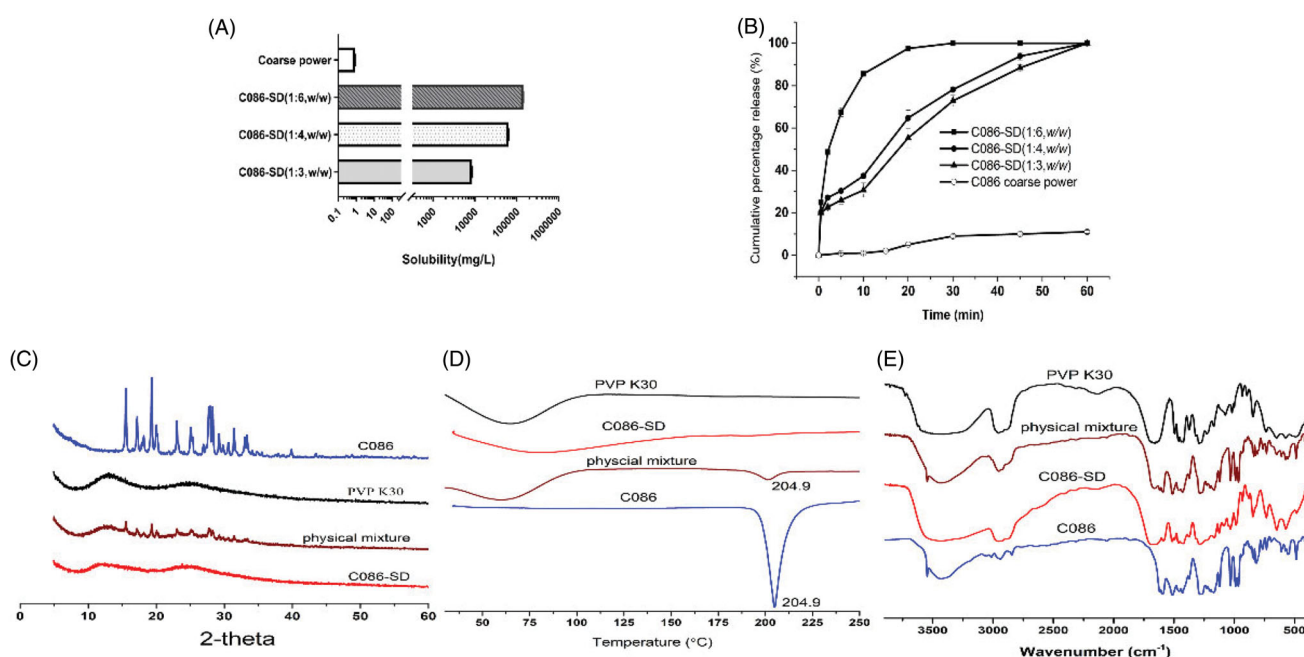 (A)
Coarse power
C086-SD(1:6,w/w)
C086-SD(1:4,w/w)
C086-SD(1:3,w/w)
0.1
1
10
100
1000
10000
100000
1000000
Solubility(mg/L)
(B)
Cumulative percentage release (%)
100
80
60
40
20
0
C086-SD(1:6,w/w)
C086-SD(1:4,w/w)
C086-SD(1:3,w/w)
C086 coarse power
0 10 20 30 40 50 60
Time (min)
(C)
C086
PVP K30
physical mixture
C086-SD
10 20 30 40 50 60
2-theta
(D)
PVP K30
C086-SD
physcial mixture
204.9
C086
204.9
50 75 100 125 150 175 200 225 250
Temperature (°C)
(E)
PVP K30
physical mixture
C086-SD
C086
3500 3000 2500 2000 1500 1000 500
Wavenumber (cm-1)